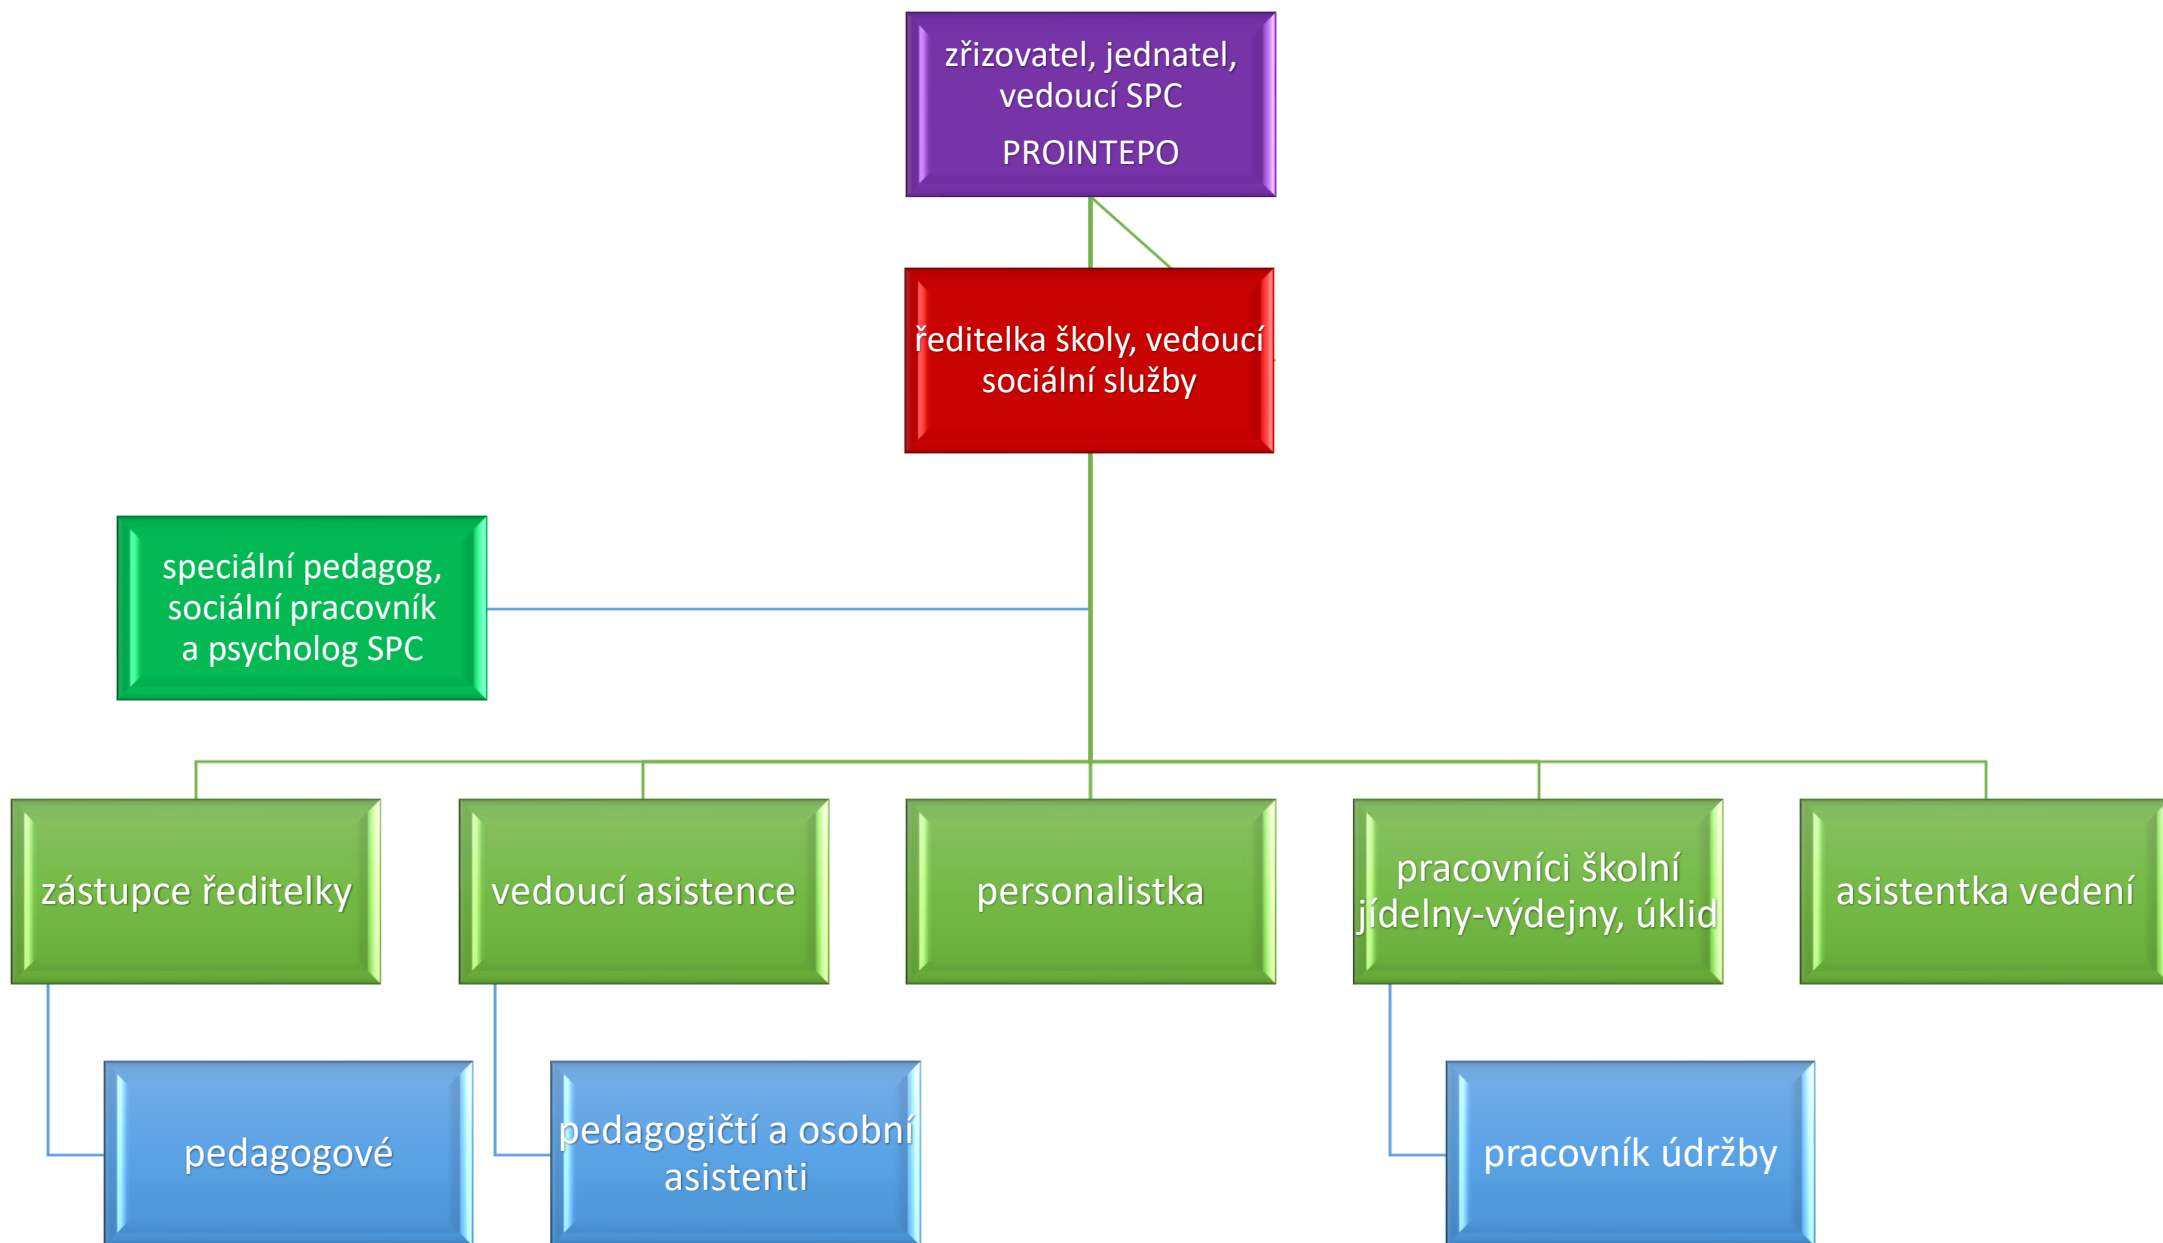 zřizovatel, jednatel,
vedoucí SPC
PROINTEPO
ředitelka školy, vedoucí
sociální služby
speciální pedagog,
sociální pracovník
a psycholog SPC
zástupce ředitelky
vedoucí asistence
personalistka
pracovníci školní
jídelny-výdejny, úklid
asistentka vedení
pedagogové
pedagogičtí a osobní
asistenti
pracovník údržby